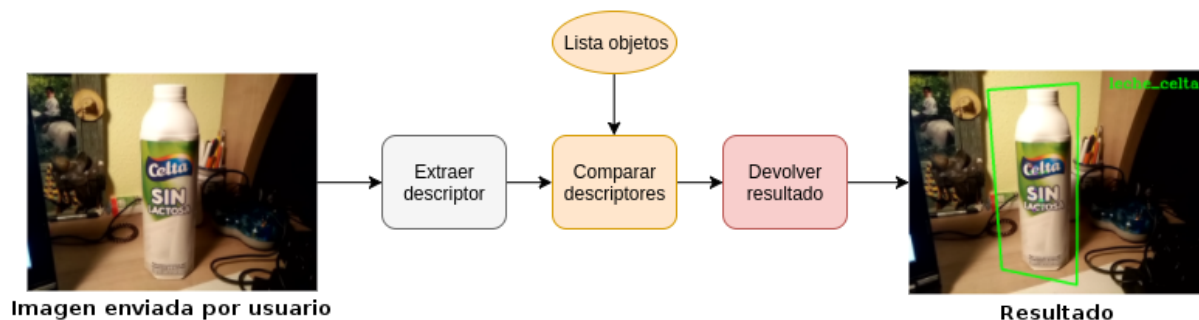 Lista objetos
leche_celta
Celta
SIN
LACTOSA
Extraer
descriptor
Comparar
descriptores
Devolver
resultado
Celta
SIN
LACTOSA
Imagen enviada por usuario
Resultado